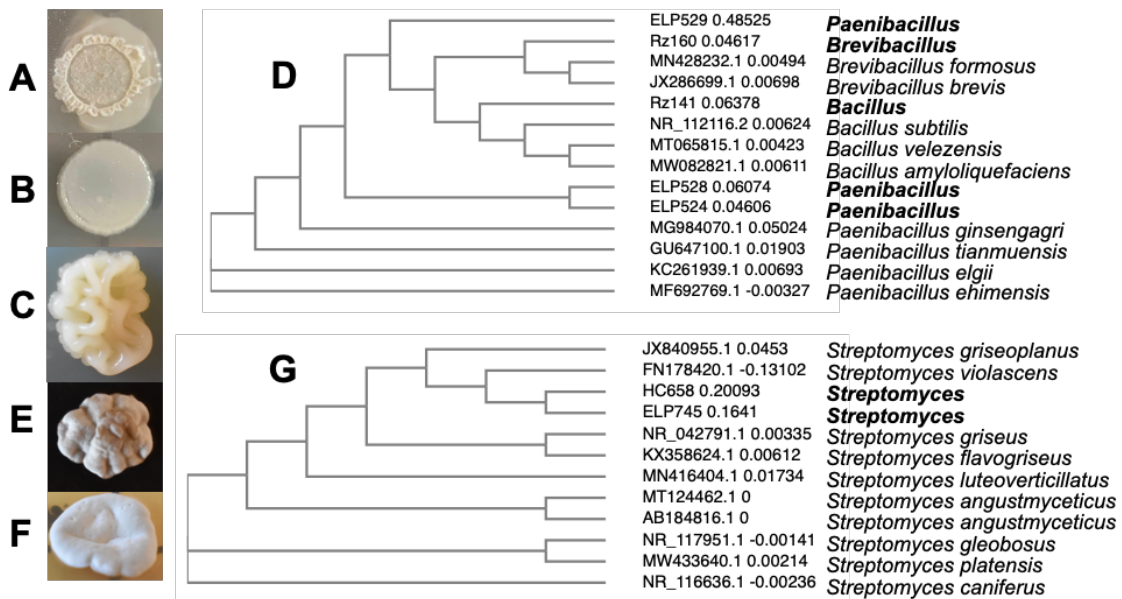 A
B
C
E
F
D
ELP529 0.48525 Paenibacillus
Rz160 0.04617 Brevibacillus
MN428232.1 0.00494 Brevibacillus formosus
JX286699.1 0.00698 Brevibacillus brevis
Rz141 0.06378 Bacillus
NR_112116.2 0.00624 Bacillus subtilis
MT065815.1 0.00423 Bacillus velezensis
MW082821.1 0.00611 Bacillus amyloliquefaciens
ELP528 0.06074 Paenibacillus
ELP524 0.04606 Paenibacillus
MG984070.1 0.05024 Paenibacillus ginsengagri
GU647100.1 0.01903 Paenibacillus tianmuensis
KC261939.1 0.00693 Paenibacillus elgii
MF692769.1 -0.00327 Paenibacillus ehimensis
G
JX840955.1 0.0453 Streptomyces griseoplanus
FN178420.1 -0.13102 Streptomyces violascens
HC658 0.20093 Streptomyces
ELP745 0.1641 Streptomyces
NR_042791.1 0.00335 Streptomyces griseus
KX358624.1 0.00612 Streptomyces flavogriseus
MN416404.1 0.01734 Streptomyces luteoverticillatus
MT124462.1 0 Streptomyces angustmyceticus
AB184816.1 0 Streptomyces angustmyceticus
NR_117951.1 -0.00141 Streptomyces gleobosus
MW433640.1 0.00214 Streptomyces platensis
NR_116636.1 -0.00236 Streptomyces caniferus